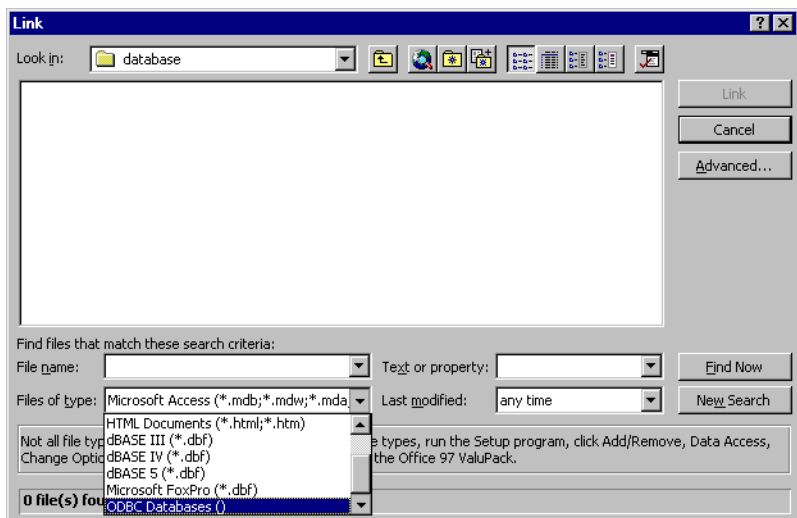 Link
Look in: database
Link
Cancel
Advanced...
Find files that match these search criteria:
File name: Text or property: Find Now
Files of type: Microsoft Access (*.mdb;*.mdw;*.mda; Last modified: any time New Search
HTML Documents (*.html;*.htm)
dBASE III (*.dbf)
dBASE IV (*.dbf)
dBASE 5 (*.dbf)
Microsoft FoxPro (*.dbf)
ODBC Databases ()
Not all file typ e types, run the Setup program, click Add/Remove, Data Access,
Change Optic the Office 97 ValuPack.
0 file(s) fou